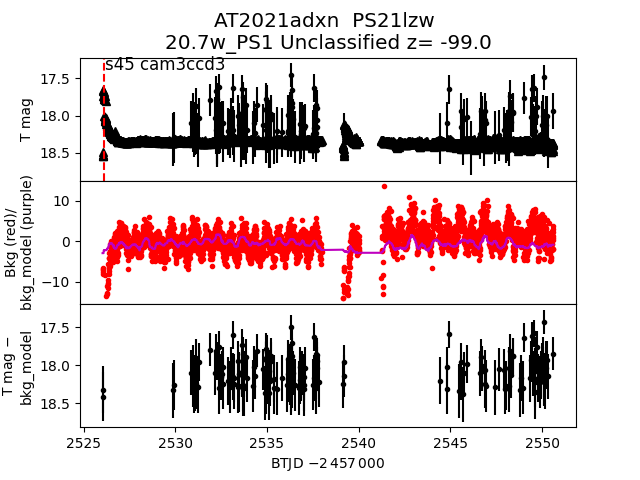 AT2021adxn PS21lzw
20.7w_PS1 Unclassified z= -99.0
s45 cam3ccd3
T mag
17.5
18.0
18.5
Bkg (red)/
bkg_model (purple)
10
0
−10
T mag −
bkg_model
17.5
18.0
18.5
2525 2530 2535 2540 2545 2550
BTJD −2 457 000